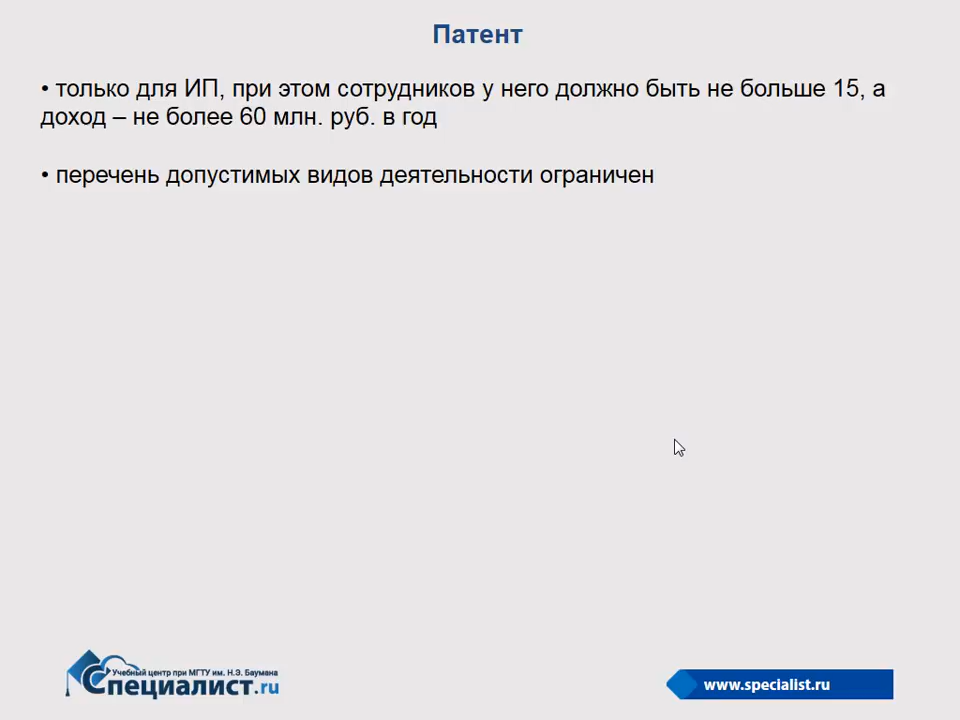 Патент
• только для ИП, при этом сотрудников у него должно быть не больше 15, а
доход – не более 60 млн. руб. в год
• перечень допустимых видов деятельности ограничен
Учебный центр при МГТУ им. Н.Э. Баумана
Специалист.ru
www.specialist.ru